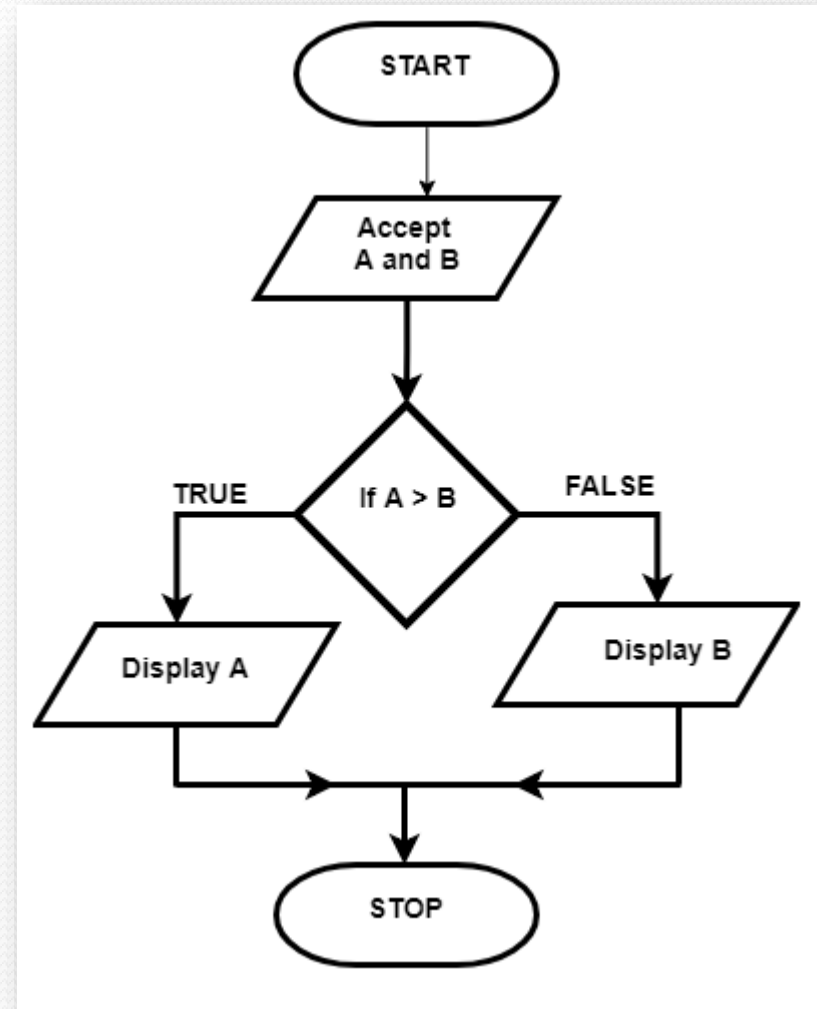 START
Accept
A and B
If A > B
TRUE
FALSE
Display A
Display B
STOP